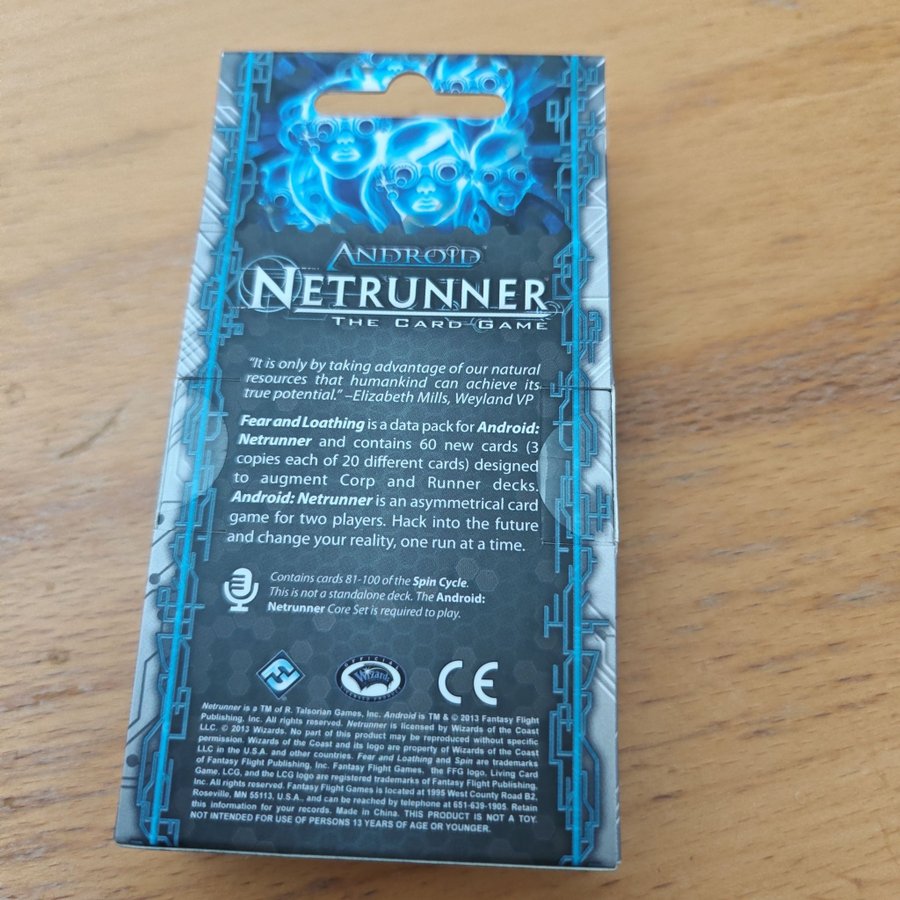 ANDROID
NETRUNNER
THE CARD GAME
"It is only by taking advantage of our natural
resources that humankind can achieve its
true potential." –Elizabeth Mills, Weyland VP
Fear and Loathing is a data pack for Android:
Netrunner and contains 60 new cards (3
copies each of 20 different cards) designed
to augment Corp and Runner decks.
Android: Netrunner is an asymmetrical card
game for two players. Hack into the future
and change your reality, one run at a time.
Contains cards 81-100 of the Spin Cycle.
This is not a standalone deck. The Android:
Netrunner Core Set is required to play.
OFFICIAL
Wizards
LICENSED PRODUCT
CE
Netrunner is a TM of R. Talsorian Games, Inc. Android is TM & © 2013 Fantasy Flight
Publishing, Inc. All rights reserved. Netrunner is licensed by Wizards of the Coast
LLC. © 2013 Wizards. No part of this product may be reproduced without specific
permission. Wizards of the Coast and its logo are property of Wizards of the Coast
LLC in the U.S.A. and other countries. Fear and Loathing and Spin are trademarks
of Fantasy Flight Publishing, Inc. Fantasy Flight Games, the FFG logo, Living Card
Game, LCG, and the LCG logo are registered trademarks of Fantasy Flight Publishing,
Inc. All rights reserved. Fantasy Flight Games is located at 1995 West County Road B2,
Roseville, MN 55113, U.S.A., and can be reached by telephone at 651-639-1905. Retain
this information for your records. Made in China. THIS PRODUCT IS NOT A TOY.
NOT INTENDED FOR USE OF PERSONS 13 YEARS OF AGE OR YOUNGER.